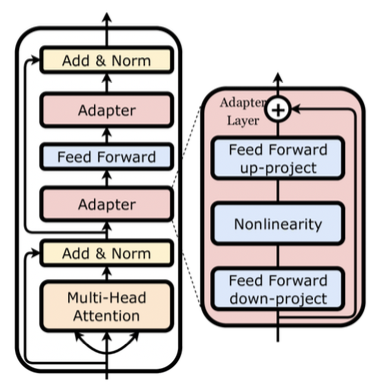 Add & Norm
Adapter
Feed Forward
Adapter
Add & Norm
Multi-Head
Attention
Adapter
Layer
Feed Forward
up-project
Nonlinearity
Feed Forward
down-project